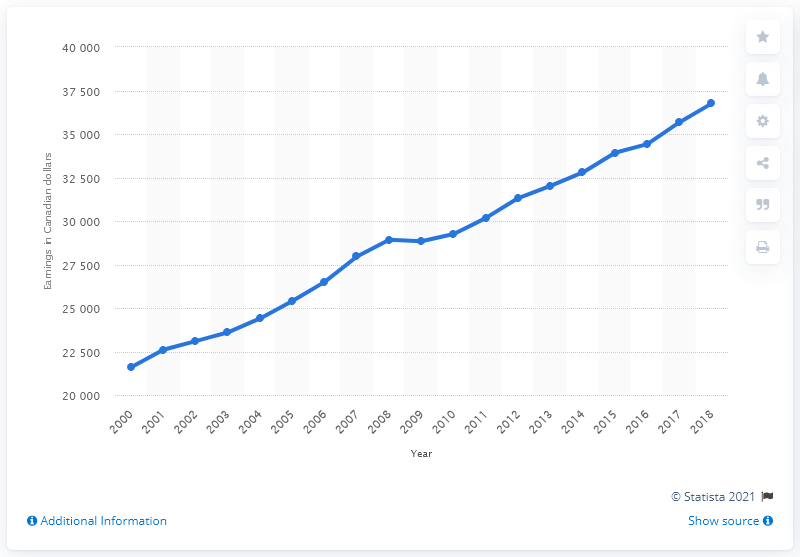 40 000
37 500
35 000
32 500
30 000
27 500
25 000
22 500
20 000
Earnings in Canadian dollars
2000 2001 2002 2003 2004 2005 2006 2007 2008 2009 2010 2011 2012 2013 2014 2015 2016 2017 2018
Year
© Statista 2021
Additional Information Show source